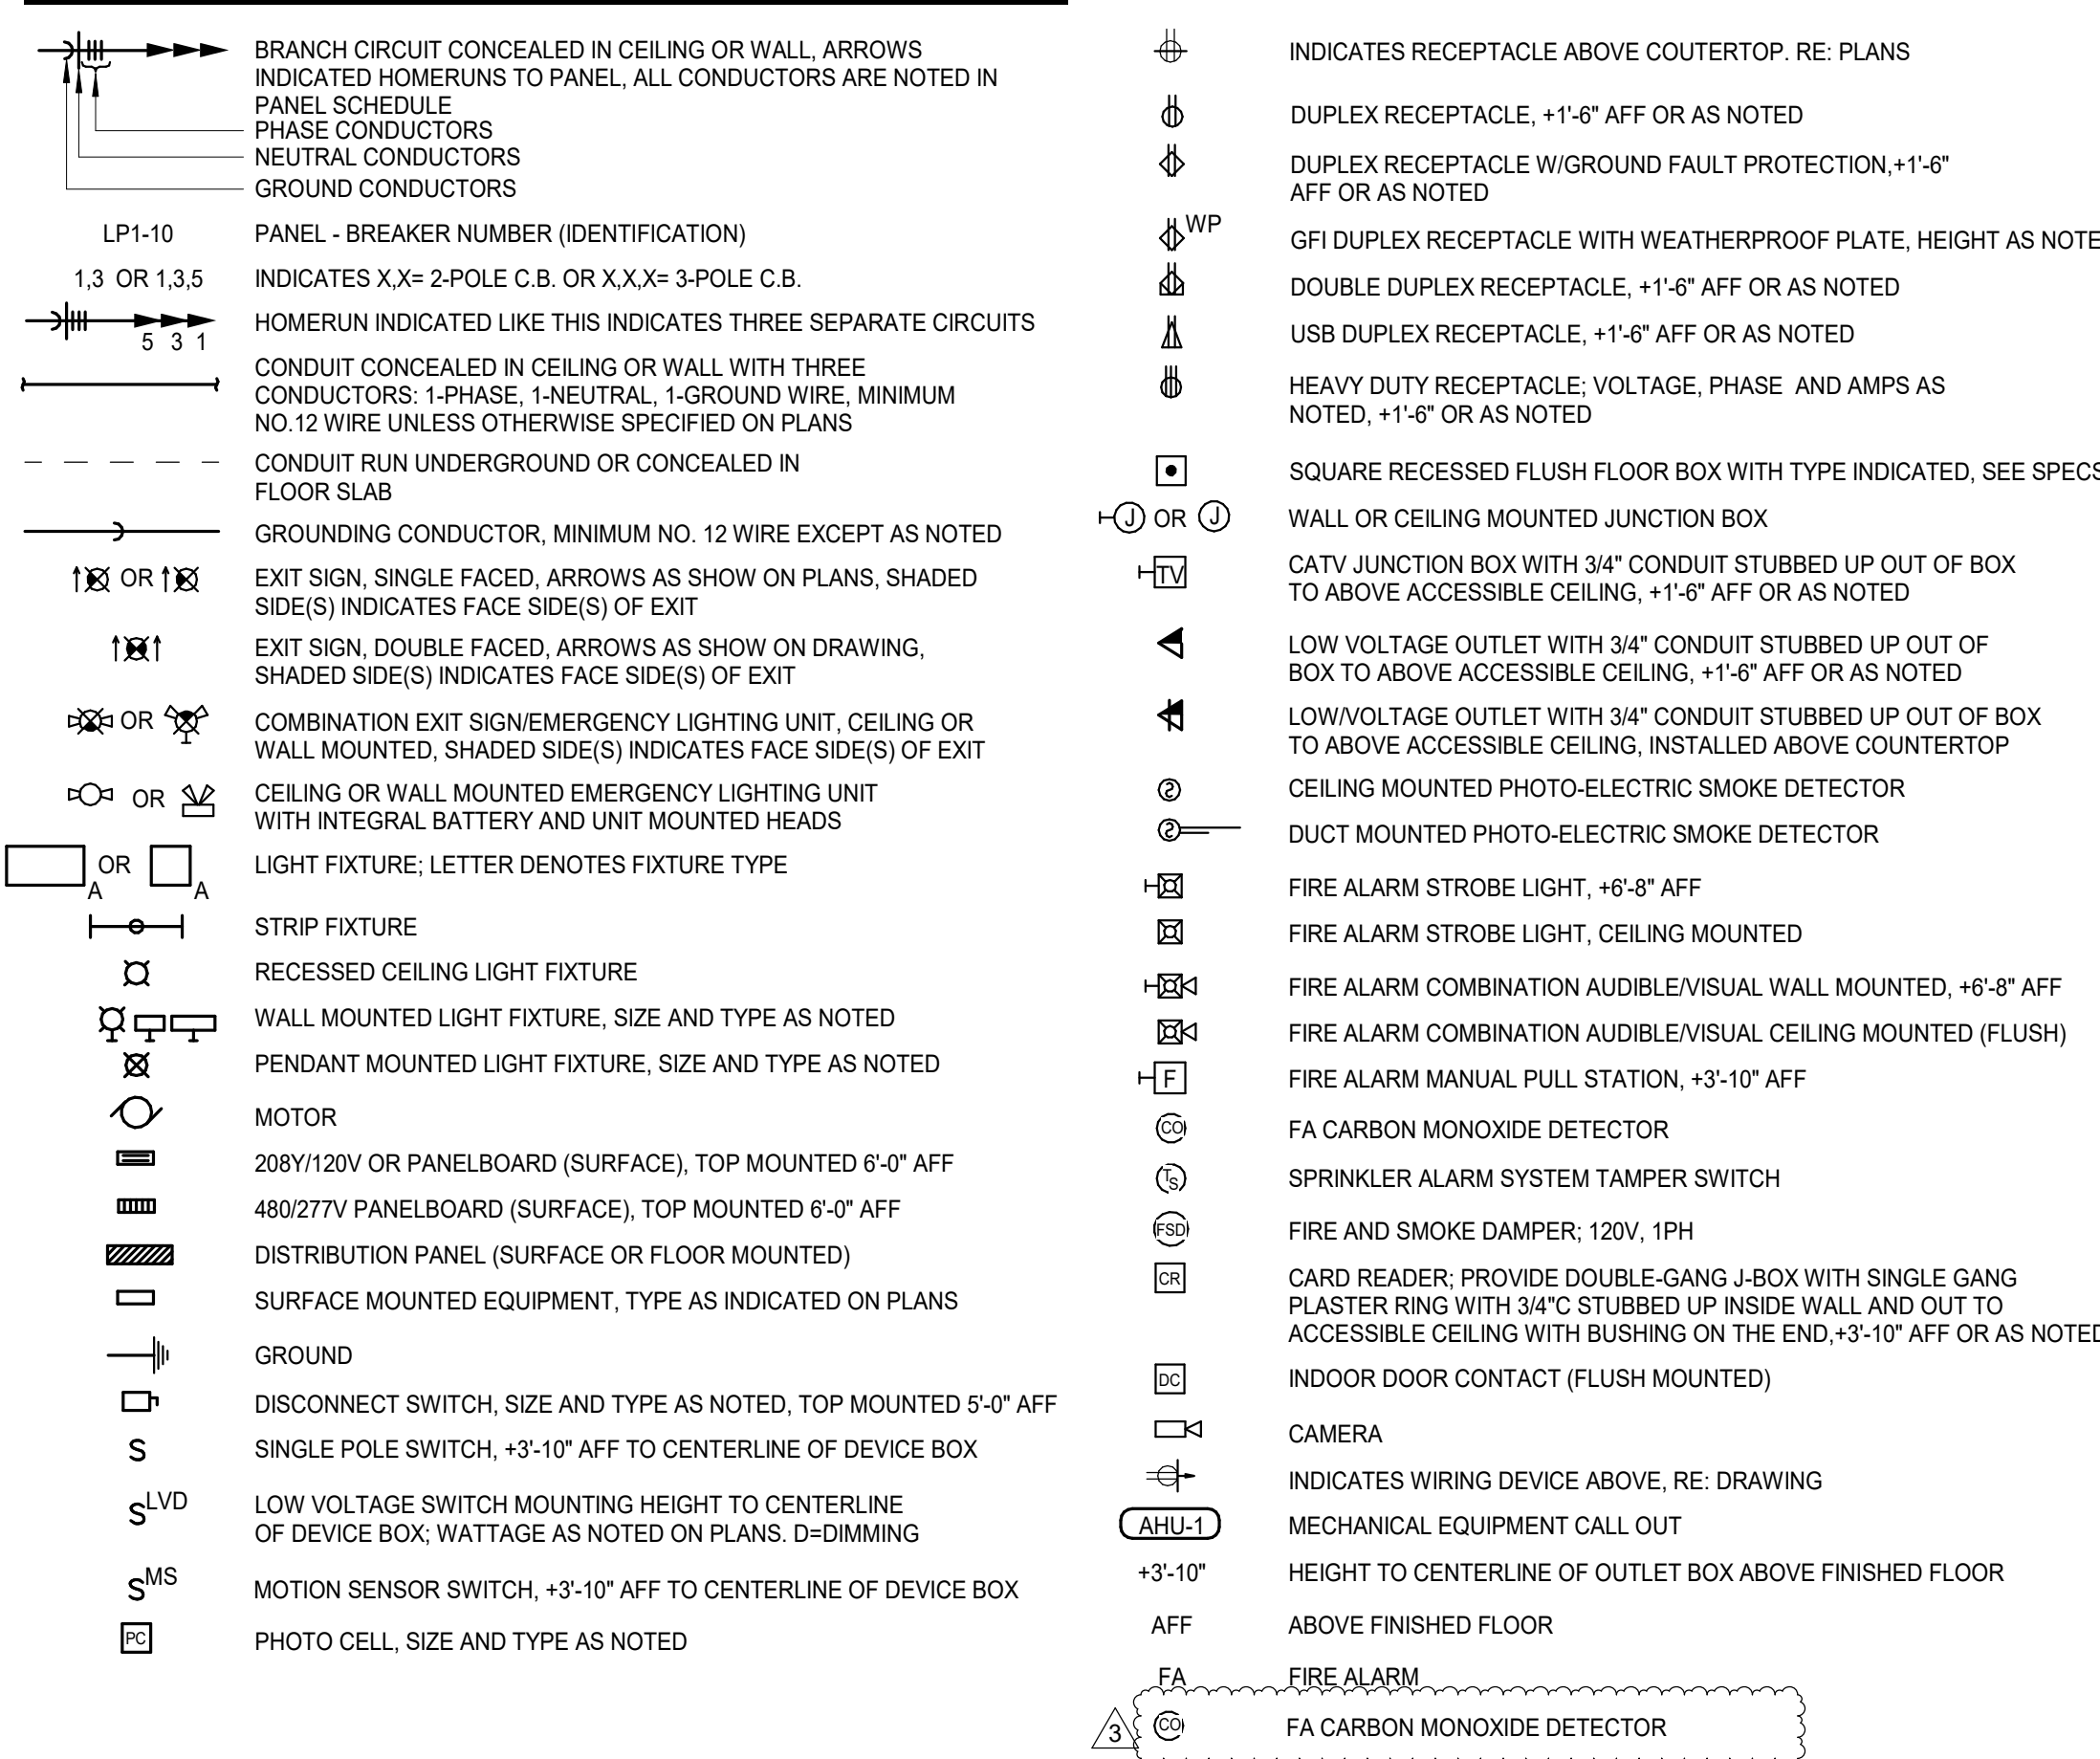 BRANCH CIRCUIT CONCEALED IN CEILING OR WALL, ARROWS
INDICATED HOMERUNS TO PANEL, ALL CONDUCTORS ARE NOTED IN
PANEL SCHEDULE
PHASE CONDUCTORS
NEUTRAL CONDUCTORS
GROUND CONDUCTORS
LP1-10 PANEL - BREAKER NUMBER (IDENTIFICATION)
1,3 OR 1,3,5 INDICATES X,X= 2-POLE C.B. OR X,X,X= 3-POLE C.B.
HOMERUN INDICATED LIKE THIS INDICATES THREE SEPARATE CIRCUITS
5 3 1
CONDUIT CONCEALED IN CEILING OR WALL WITH THREE
CONDUCTORS: 1-PHASE, 1-NEUTRAL, 1-GROUND WIRE, MINIMUM
NO.12 WIRE UNLESS OTHERWISE SPECIFIED ON PLANS
CONDUIT RUN UNDERGROUND OR CONCEALED IN
FLOOR SLAB
GROUNDING CONDUCTOR, MINIMUM NO. 12 WIRE EXCEPT AS NOTED
OR EXIT SIGN, SINGLE FACED, ARROWS AS SHOW ON PLANS, SHADED
SIDE(S) INDICATES FACE SIDE(S) OF EXIT
EXIT SIGN, DOUBLE FACED, ARROWS AS SHOW ON DRAWING,
SHADED SIDE(S) INDICATES FACE SIDE(S) OF EXIT
OR COMBINATION EXIT SIGN/EMERGENCY LIGHTING UNIT, CEILING OR
WALL MOUNTED, SHADED SIDE(S) INDICATES FACE SIDE(S) OF EXIT
OR CEILING OR WALL MOUNTED EMERGENCY LIGHTING UNIT
WITH INTEGRAL BATTERY AND UNIT MOUNTED HEADS
OR LIGHT FIXTURE; LETTER DENOTES FIXTURE TYPE
A A
STRIP FIXTURE
RECESSED CEILING LIGHT FIXTURE
WALL MOUNTED LIGHT FIXTURE, SIZE AND TYPE AS NOTED
PENDANT MOUNTED LIGHT FIXTURE, SIZE AND TYPE AS NOTED
MOTOR
208Y/120V OR PANELBOARD (SURFACE), TOP MOUNTED 6'-0" AFF
480/277V PANELBOARD (SURFACE), TOP MOUNTED 6'-0" AFF
DISTRIBUTION PANEL (SURFACE OR FLOOR MOUNTED)
SURFACE MOUNTED EQUIPMENT, TYPE AS INDICATED ON PLANS
GROUND
DISCONNECT SWITCH, SIZE AND TYPE AS NOTED, TOP MOUNTED 5'-0" AFF
S SINGLE POLE SWITCH, +3'-10" AFF TO CENTERLINE OF DEVICE BOX
S LVD LOW VOLTAGE SWITCH MOUNTING HEIGHT TO CENTERLINE
OF DEVICE BOX; WATTAGE AS NOTED ON PLANS. D=DIMMING
S MS MOTION SENSOR SWITCH, +3'-10" AFF TO CENTERLINE OF DEVICE BOX
PC PHOTO CELL, SIZE AND TYPE AS NOTED
INDICATES RECEPTACLE ABOVE COUTERTOP. RE: PLANS
DUPLEX RECEPTACLE, +1'-6" AFF OR AS NOTED
DUPLEX RECEPTACLE W/GROUND FAULT PROTECTION,+1'-6"
AFF OR AS NOTED
WP GFI DUPLEX RECEPTACLE WITH WEATHERPROOF PLATE, HEIGHT AS NOTE
DOUBLE DUPLEX RECEPTACLE, +1'-6" AFF OR AS NOTED
USB DUPLEX RECEPTACLE, +1'-6" AFF OR AS NOTED
HEAVY DUTY RECEPTACLE; VOLTAGE, PHASE AND AMPS AS
NOTED, +1'-6" OR AS NOTED
SQUARE RECESSED FLUSH FLOOR BOX WITH TYPE INDICATED, SEE SPECS
J OR J WALL OR CEILING MOUNTED JUNCTION BOX
TV CATV JUNCTION BOX WITH 3/4" CONDUIT STUBBED UP OUT OF BOX
TO ABOVE ACCESSIBLE CEILING, +1'-6" AFF OR AS NOTED
LOW VOLTAGE OUTLET WITH 3/4" CONDUIT STUBBED UP OUT OF
BOX TO ABOVE ACCESSIBLE CEILING, +1'-6" AFF OR AS NOTED
LOW/VOLTAGE OUTLET WITH 3/4" CONDUIT STUBBED UP OUT OF BOX
TO ABOVE ACCESSIBLE CEILING, INSTALLED ABOVE COUNTERTOP
CEILING MOUNTED PHOTO-ELECTRIC SMOKE DETECTOR
DUCT MOUNTED PHOTO-ELECTRIC SMOKE DETECTOR
FIRE ALARM STROBE LIGHT, +6'-8" AFF
FIRE ALARM STROBE LIGHT, CEILING MOUNTED
FIRE ALARM COMBINATION AUDIBLE/VISUAL WALL MOUNTED, +6'-8" AFF
FIRE ALARM COMBINATION AUDIBLE/VISUAL CEILING MOUNTED (FLUSH)
F FIRE ALARM MANUAL PULL STATION, +3'-10" AFF
CO FA CARBON MONOXIDE DETECTOR
TS SPRINKLER ALARM SYSTEM TAMPER SWITCH
FSD FIRE AND SMOKE DAMPER; 120V, 1PH
CR CARD READER; PROVIDE DOUBLE-GANG J-BOX WITH SINGLE GANG
PLASTER RING WITH 3/4"C STUBBED UP INSIDE WALL AND OUT TO
ACCESSIBLE CEILING WITH BUSHING ON THE END,+3'-10" AFF OR AS NOTED
DC INDOOR DOOR CONTACT (FLUSH MOUNTED)
CAMERA
INDICATES WIRING DEVICE ABOVE, RE: DRAWING
AHU-1 MECHANICAL EQUIPMENT CALL OUT
+3'-10" HEIGHT TO CENTERLINE OF OUTLET BOX ABOVE FINISHED FLOOR
AFF ABOVE FINISHED FLOOR
FA FIRE ALARM
3 CO FA CARBON MONOXIDE DETECTOR